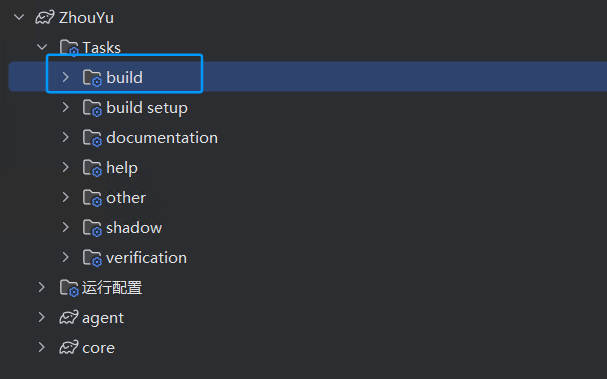 ZhouYu
Tasks
build
build setup
documentation
help
other
shadow
verification
运行配置
agent
core